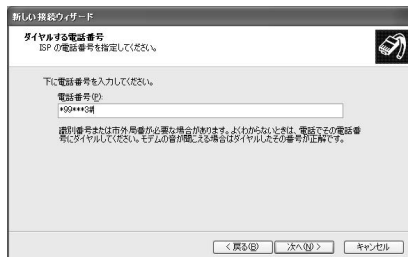 新しい接続ウィザード
ダイヤルする電話番号
ISP の電話番号を指定してください。
下に電話番号を入力してください。
電話番号(P):
*99***3#
識別番号または市外局番が必要な場合があります。よくわからないときは、電話でその電話番
号にダイヤルしてください。モデムの音が聞こえる場合はダイヤルしたその番号が正解です。
< 戻る(B)
次へ(N) >
キャンセル